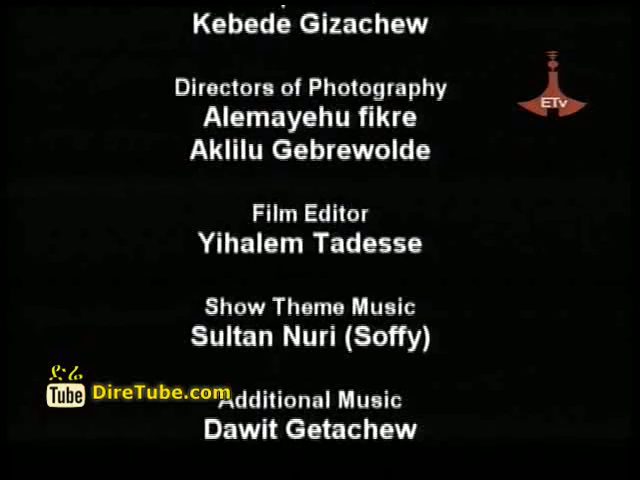 Kebede Gizachew
Directors of Photography
Alemayehu fikre
Aklilu Gebrewolde
ETv
Film Editor
Yihalem Tadesse
Show Theme Music
Sultan Nuri (Soffy)
ድሬ
Tube DireTube.com
Additional Music
Dawit Getachew